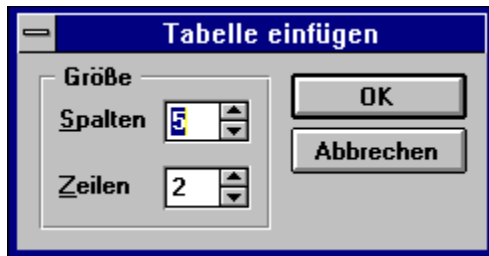 Tabelle einfügen
Größe
Spalten 5
Zeilen 2
OK
Abbrechen